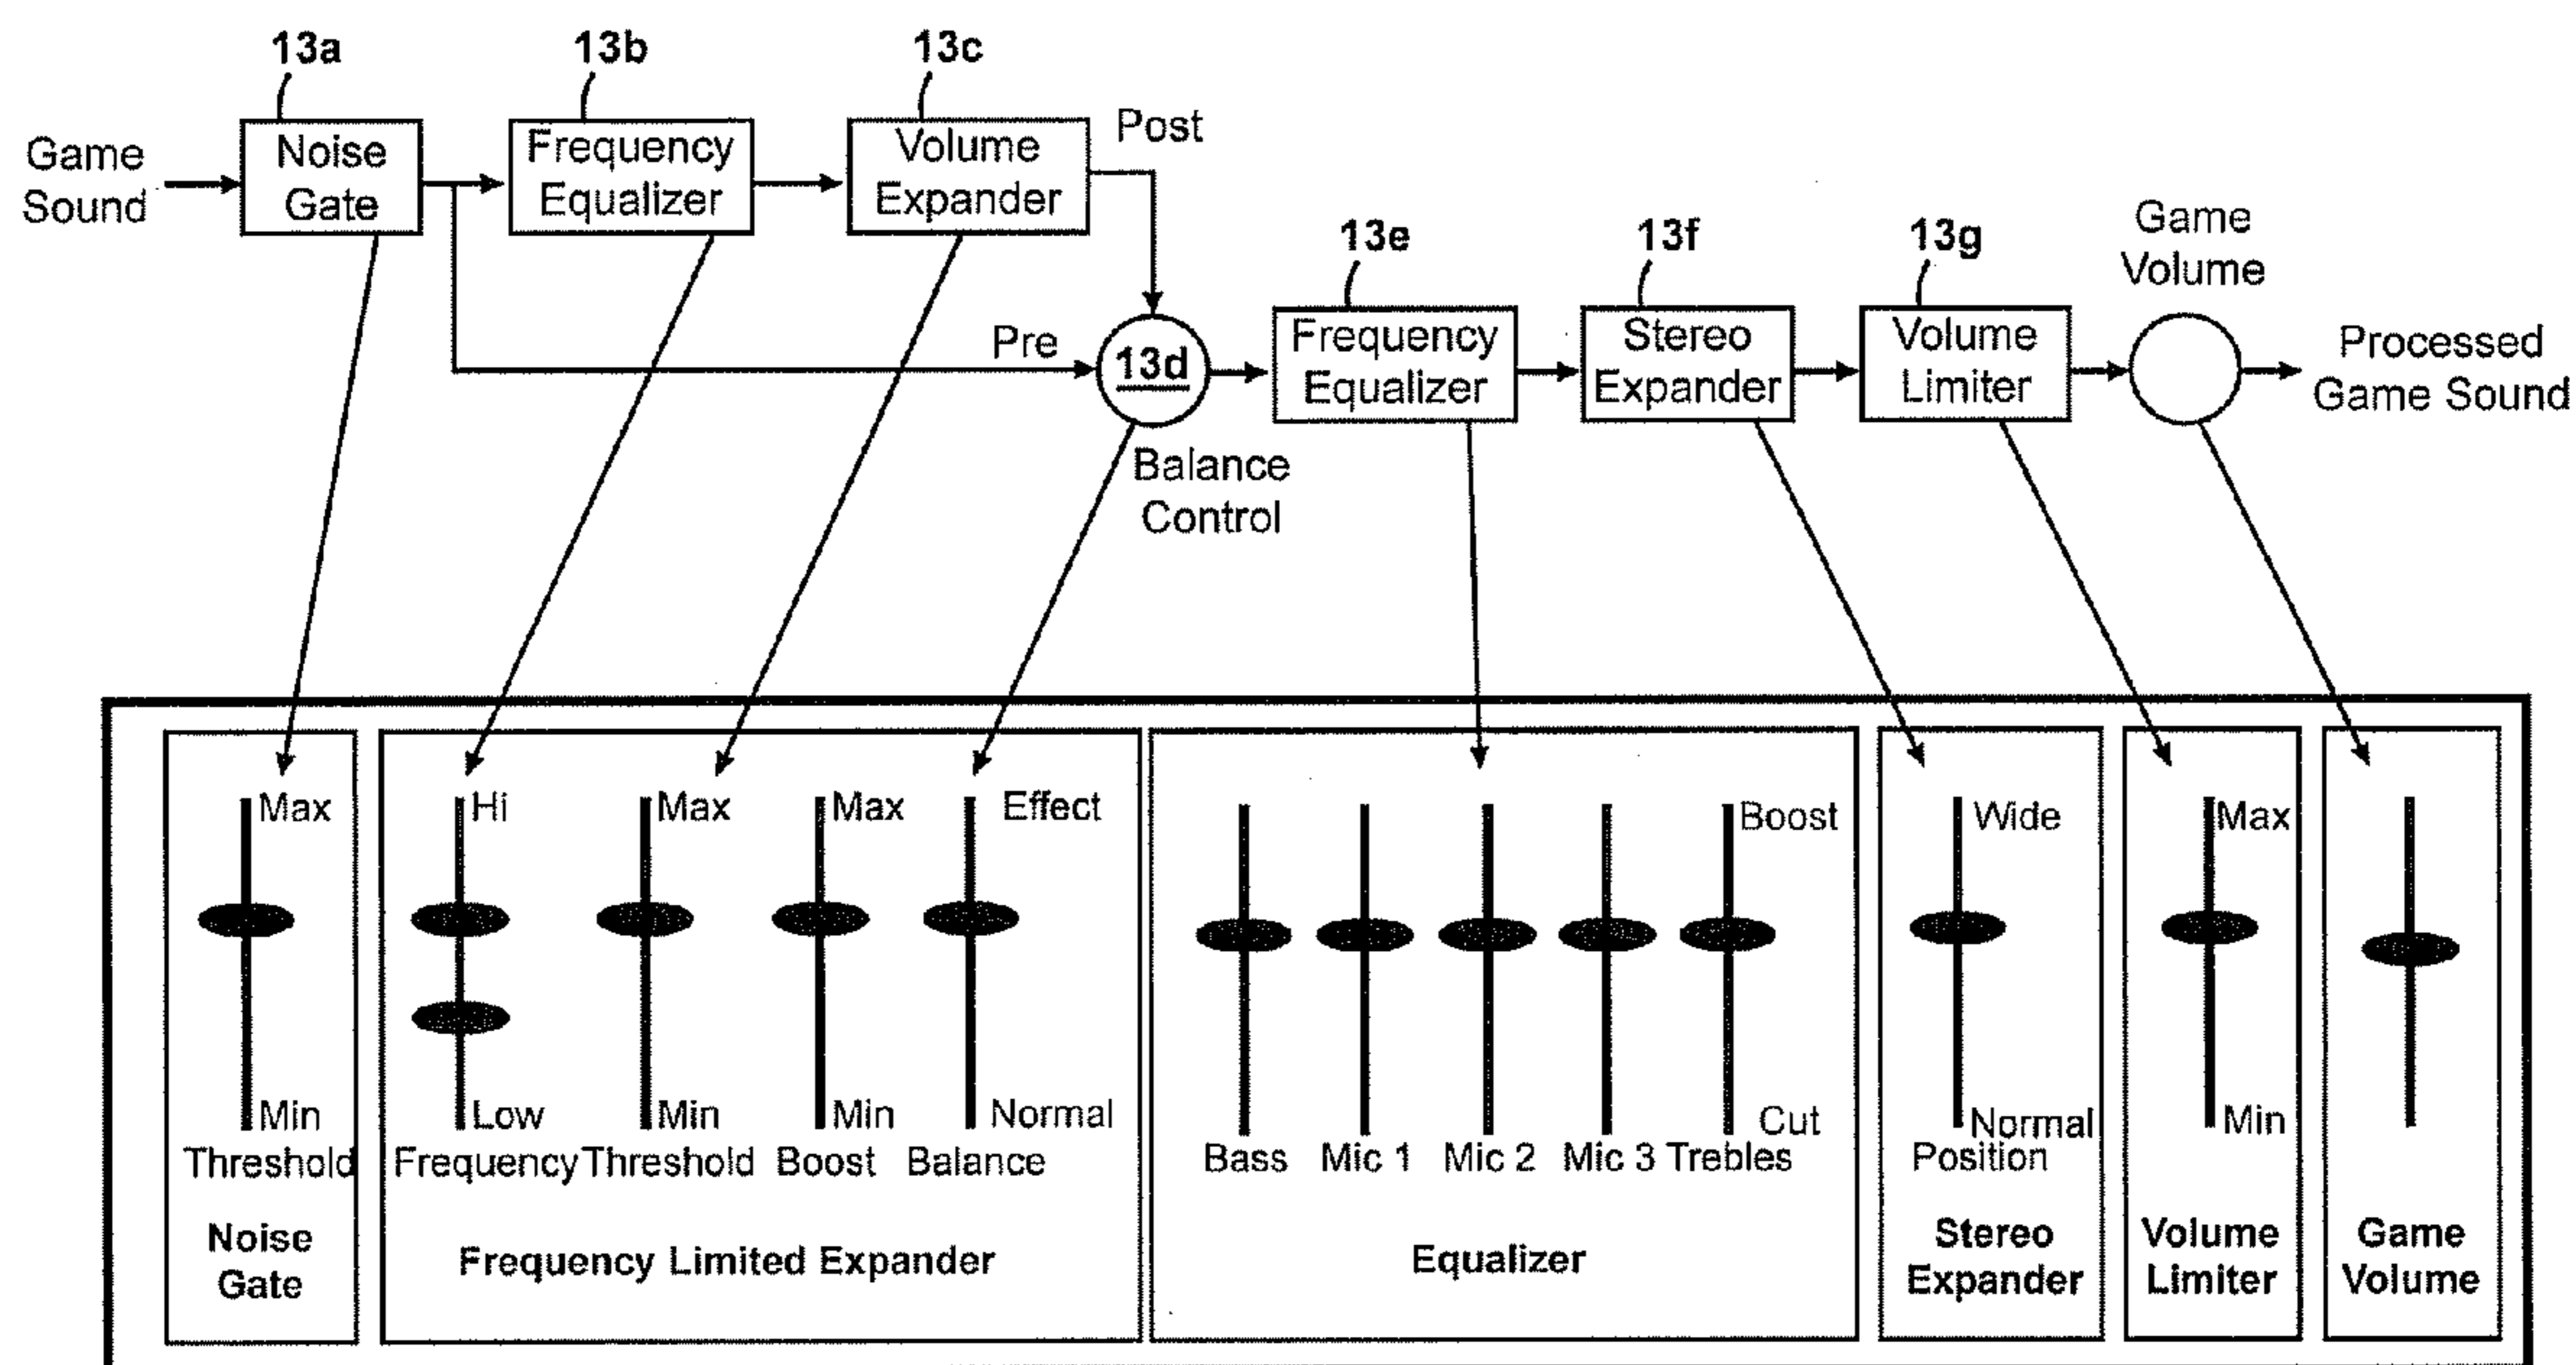 13a
13b
13c
Game
Sound
Noise
Gate
Frequency
Equalizer
Volume
Expander
Post
Pre
13d
Balance
Control
13e
Frequency
Equalizer
13f
Stereo
Expander
13g
Volume
Limiter
Game
Volume
Processed
Game Sound
Max
Min
Threshold
Noise
Gate
Hi
Low
Frequency
Max
Min
Threshold
Max
Min
Boost
Effect
Normal
Balance
Frequency Limited Expander
Boost
Cut
Bass
Mic 1
Mic 2
Mic 3
Trebles
Equalizer
Wide
Normal
Position
Stereo
Expander
Max
Min
Volume
Limiter
Game
Volume